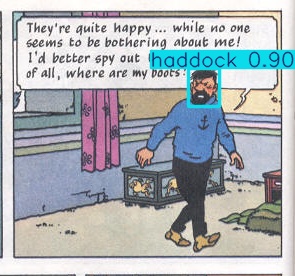 They're quite happy... while no one
seems to be bothering about me!
I'd better spy out
haddock 0.90
of all, where are my boots?